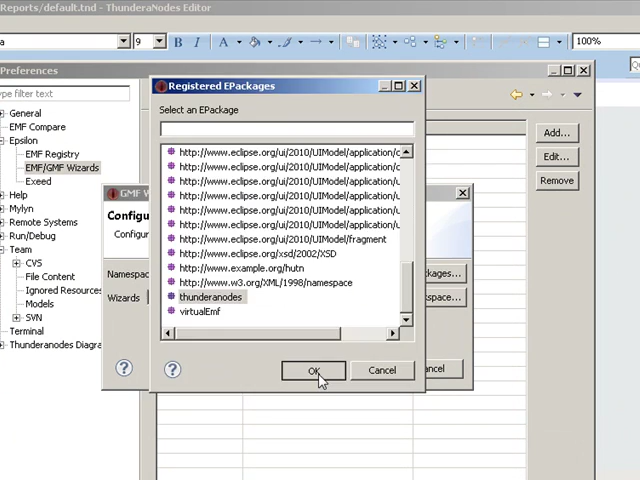 Reports/default.tnd - ThunderaNodes Editor
a
9
B
I
A
100%
Preferences
type filter text
General
EMF Compare
Epsilon
EMF Registry
EMF/GMF Wizards
Exeed
Help
Mylyn
Remote Systems
Run/Debug
Team
CVS
File Content
Ignored Resources
Models
SVN
Terminal
Thunderanodes Diagra
Add...
Edit...
Remove
GMF W
Configu
Configur
Namespac
Wizards
ackages...
space...
ancel
Registered EPackages
Select an EPackage
http://www.eclipse.org/ui/2010/UIModel/application/c
http://www.eclipse.org/ui/2010/UIModel/application/c
http://www.eclipse.org/ui/2010/UIModel/application/u
http://www.eclipse.org/ui/2010/UIModel/application/u
http://www.eclipse.org/ui/2010/UIModel/application/u
http://www.eclipse.org/ui/2010/UIModel/application/u
http://www.eclipse.org/ui/2010/UIModel/fragment
http://www.eclipse.org/xsd/2002/XSD
http://www.example.org/hutn
http://www.w3.org/XML/1998/namespace
thunderanodes
virtualEmf
OK
Cancel